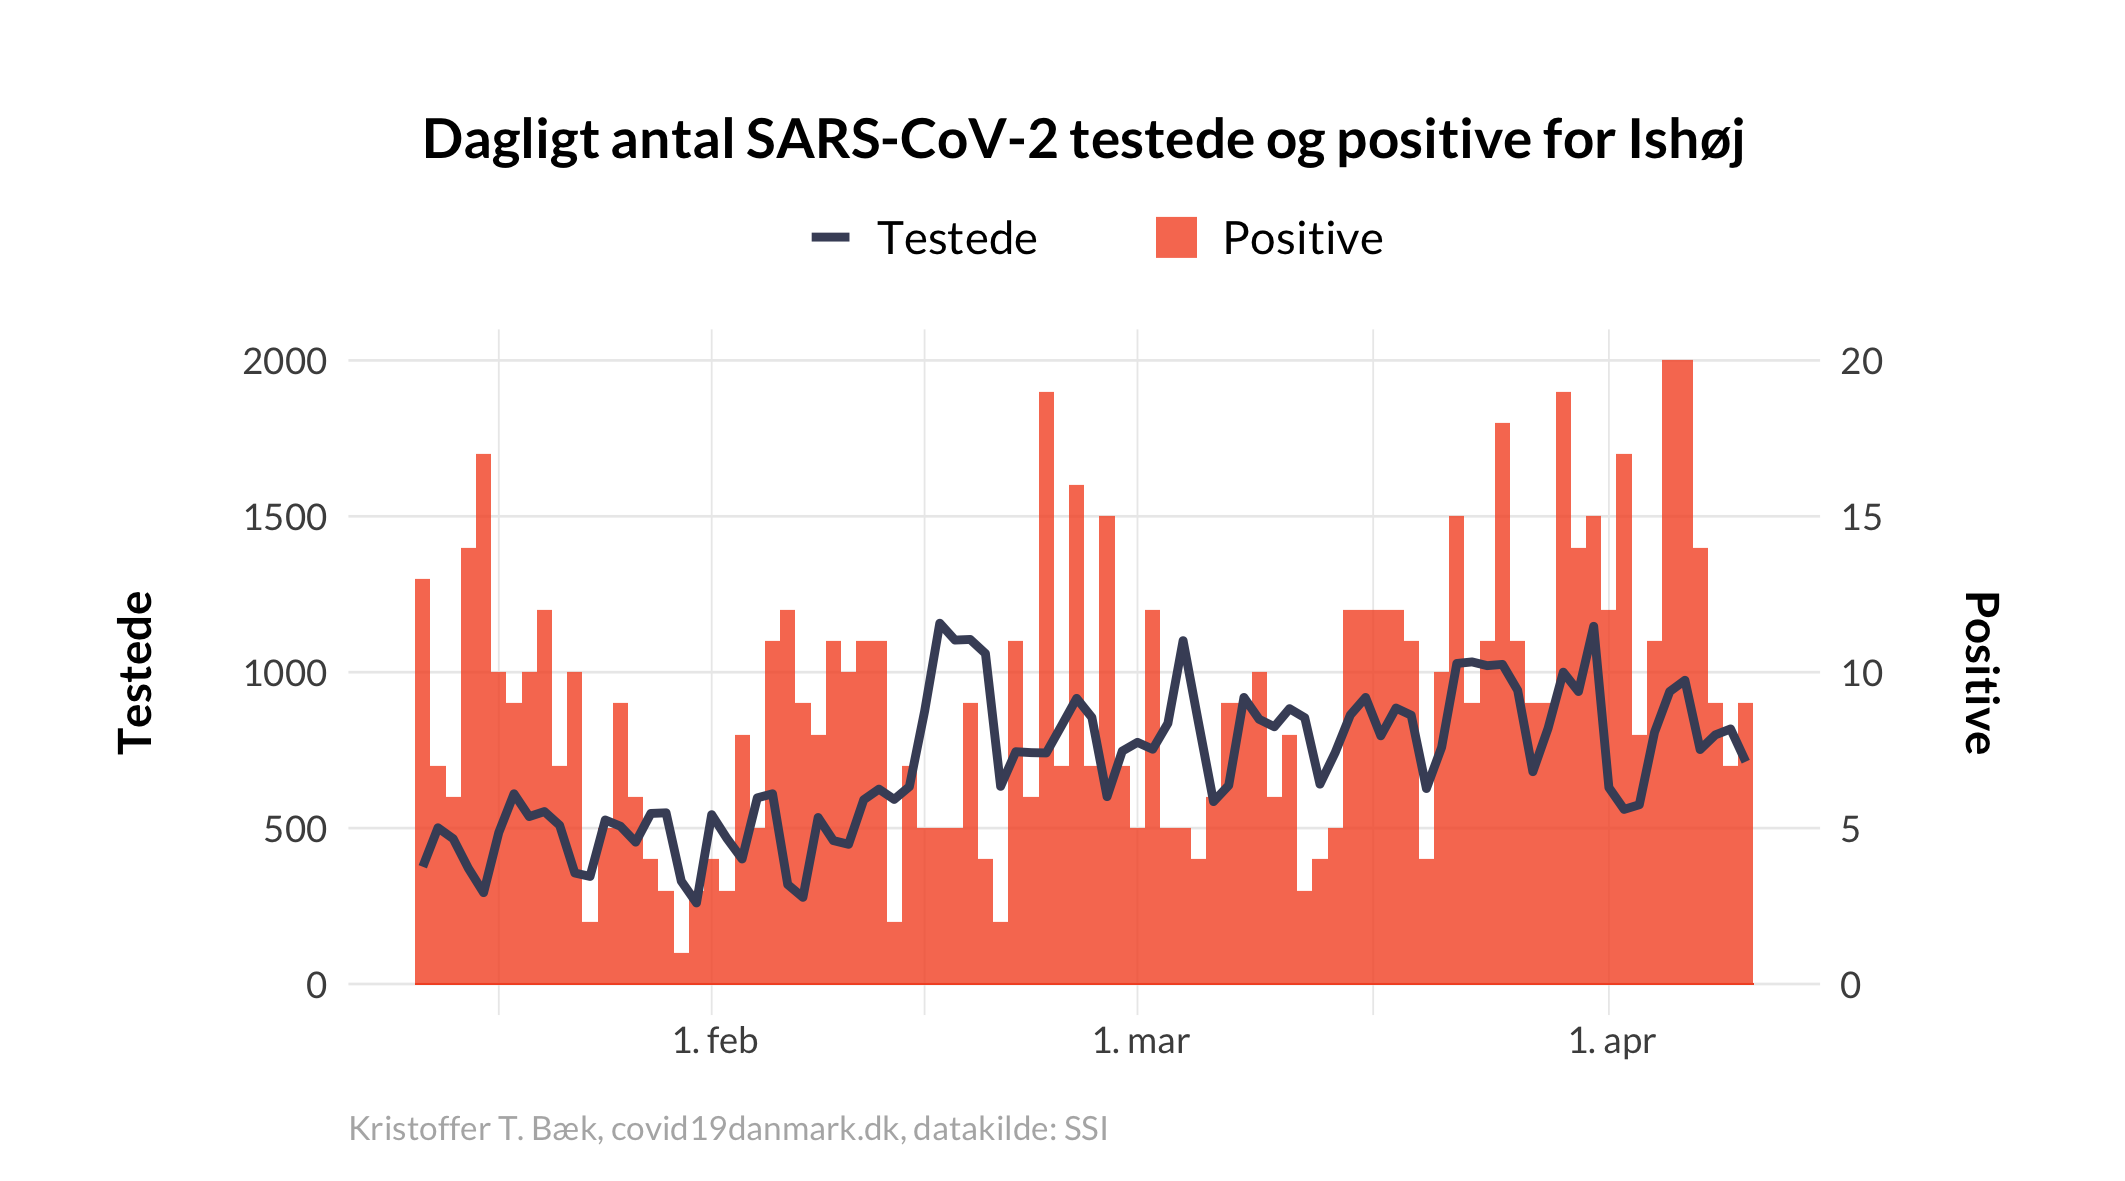 Dagligt antal SARS-CoV-2 testede og positive for Ishøj
Testede Positive
2000 20
1500 15
1000 10
500 5
0 0
Testede
Positive
1. feb 1. mar 1. apr
Kristoffer T. Bæk, covid19danmark.dk, datakilde: SSI